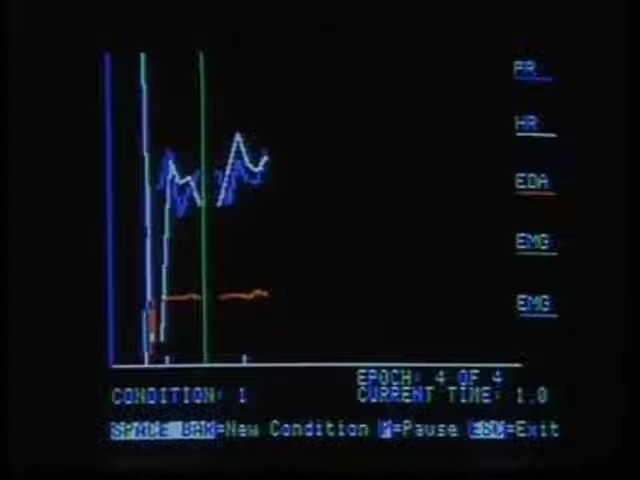 PR
HR
EDA
EMG
EMG
EPOCH: 4 OF 4
CONDITION: 1 CURRENT TIME: 1.0
SPACE BAR=New Condition P=Pause ESC=Exit